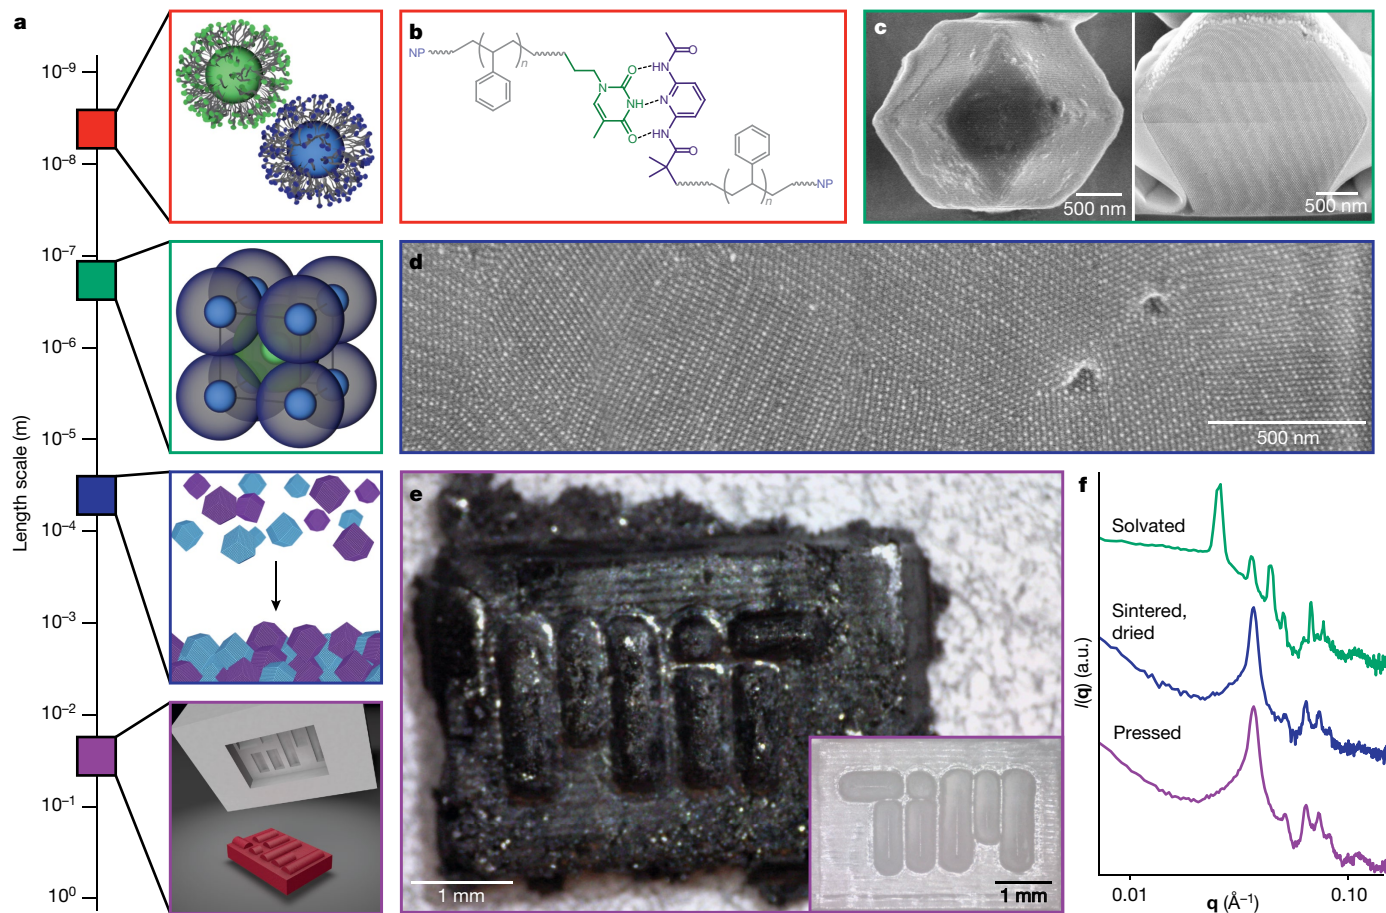 a
Length scale (m)
10⁻⁹
10⁻⁸
10⁻⁷
10⁻⁶
10⁻⁵
10⁻⁴
10⁻³
10⁻²
10⁻¹
10⁰
b
NP
n
N
O
NH
O
O
HN
N
HN
O
n
NP
c
500 nm
500 nm
d
500 nm
e
1 mm
1 mm
f
Solvated
Sintered,
dried
Pressed
I(q) (a.u.)
0.01
0.10
q (Å⁻¹)